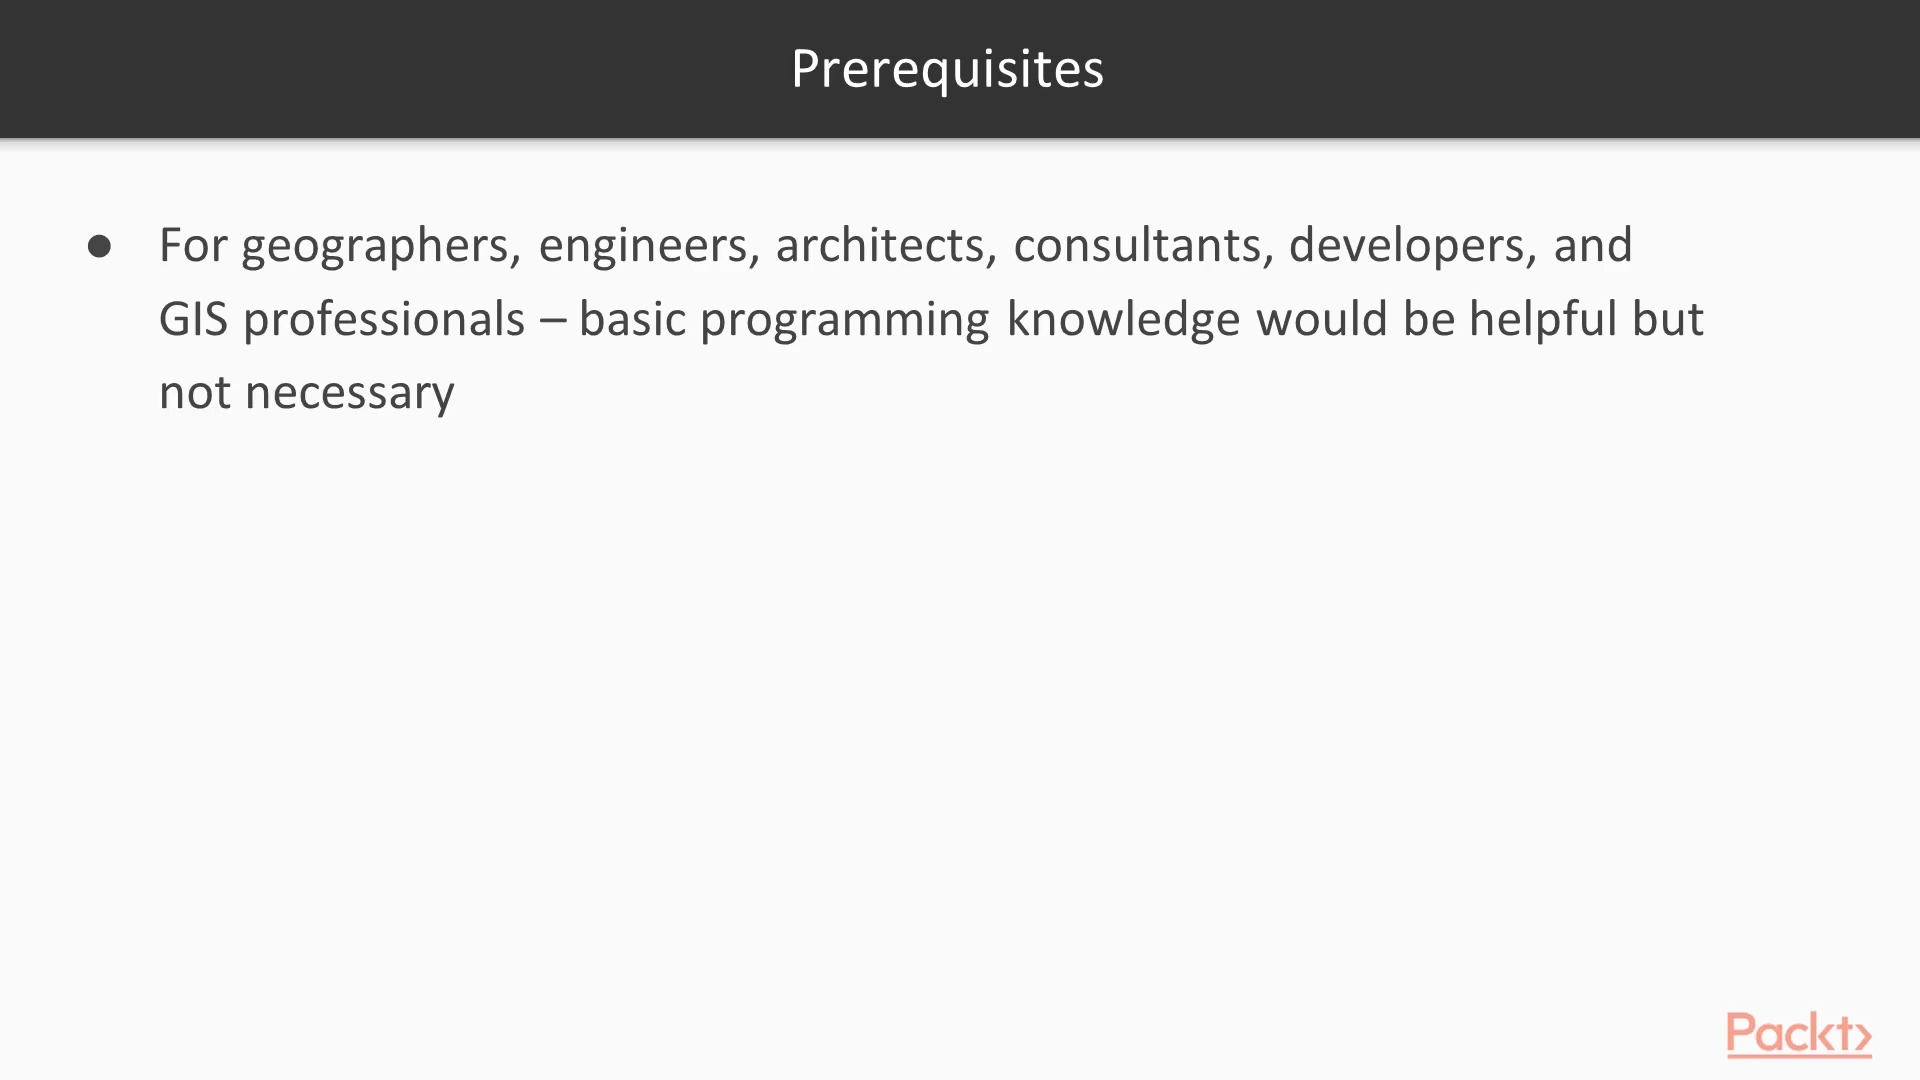 Prerequisites
● For geographers, engineers, architects, consultants, developers, and
GIS professionals – basic programming knowledge would be helpful but
not necessary
Packt>